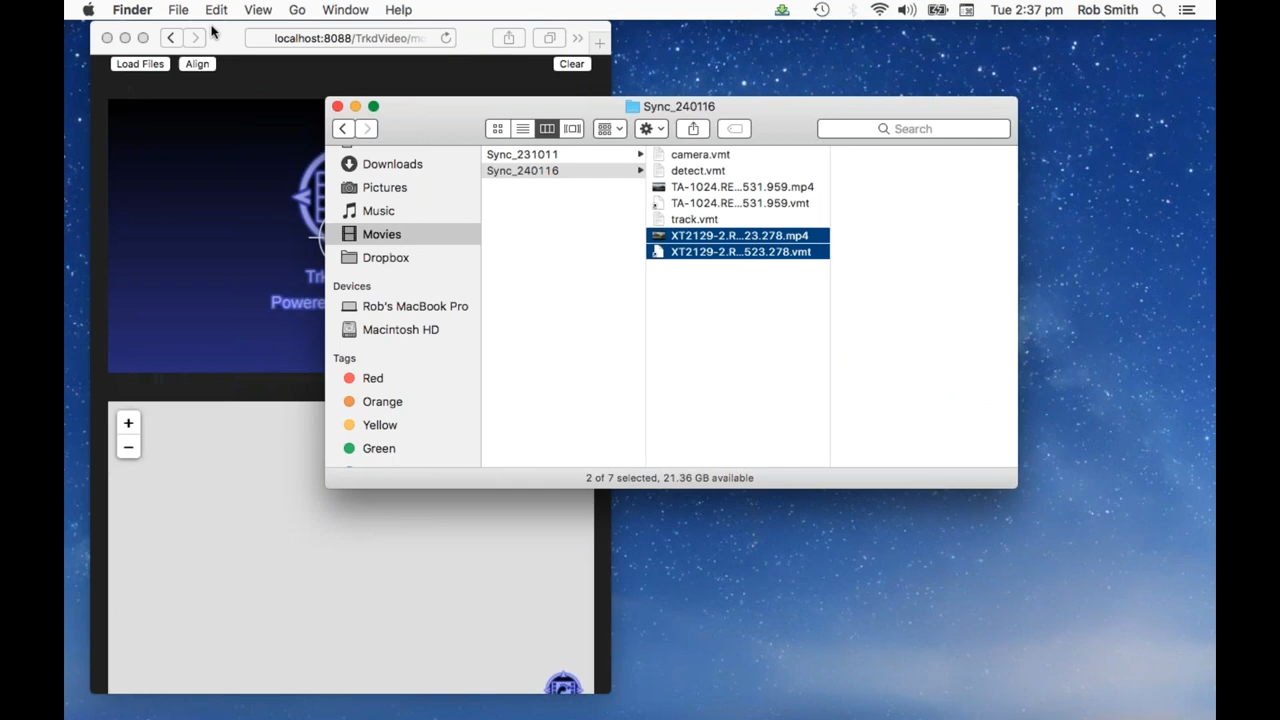 Finder File Edit View Go Window Help Tue 2:37 pm Rob Smith
localhost:8088/TrkdVideo/mo
Load Files Align Clear
Sync_240116
Search
Downloads
Pictures
Music
Movies
Dropbox
Devices
Rob's MacBook Pro
Macintosh HD
Tags
Red
Orange
Yellow
Green
Sync_231011
Sync_240116
camera.vmt
detect.vmt
TA-1024.RE...531.959.mp4
TA-1024.RE...531.959.vmt
track.vmt
XT2129-2.R...23.278.mp4
XT2129-2.R...523.278.vmt
2 of 7 selected, 21.36 GB available
Trk
Powere
+
−